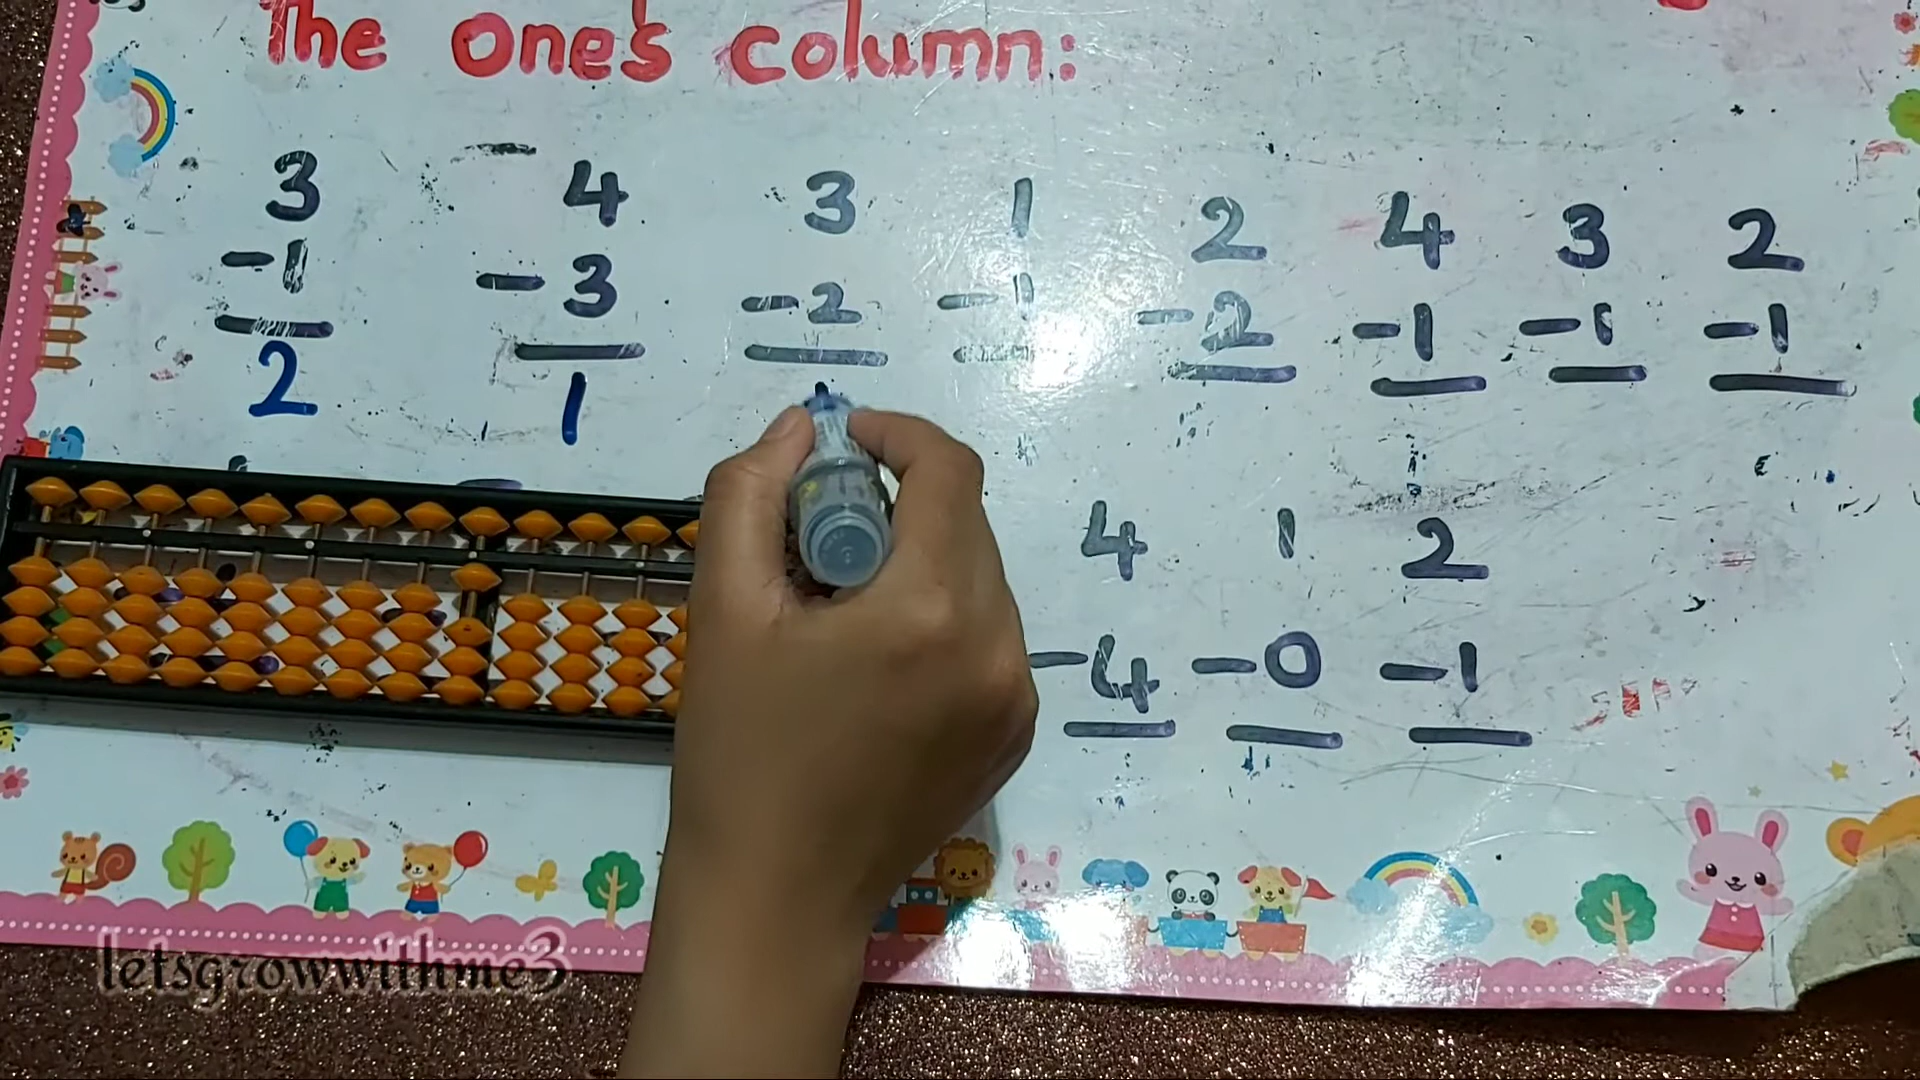 The One's column:
3 4 3 1 2 4 3 2
-1 -3 -2 -1 -2 -1 -1 -1
2 1
4 1 2
-4 -0 -1
letsgrowwithme3